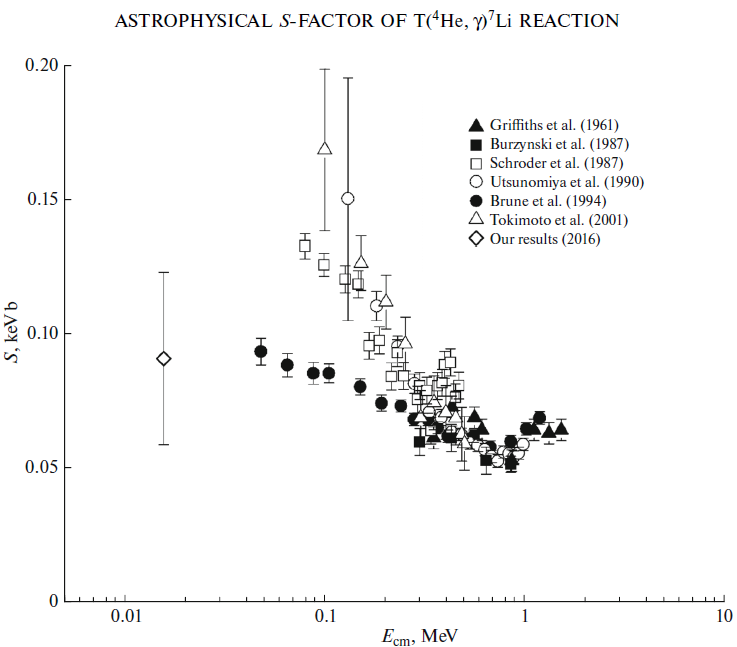 ASTROPHYSICAL S-FACTOR OF T(⁴He, γ)⁷Li REACTION
0.20
Griffiths et al. (1961)
Burzynski et al. (1987)
Schroder et al. (1987)
Utsunomiya et al. (1990)
Brune et al. (1994)
Tokimoto et al. (2001)
Our results (2016)
0.15
0.10
S, keV b
0.05
0
0.01 0.1 1 10
Ecm, MeV